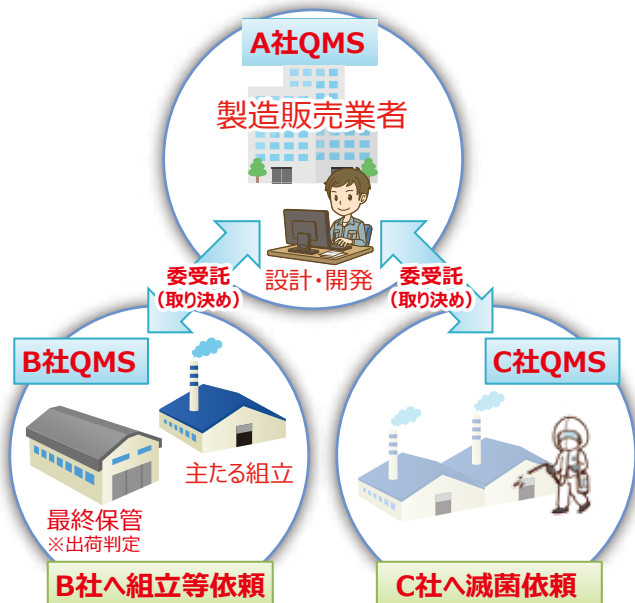 A社QMS
製造販売業者
設計・開発
委受託
(取り決め)
委受託
(取り決め)
B社QMS
主たる組立
最終保管
※出荷判定
B社へ組立等依頼
C社QMS
C社へ滅菌依頼